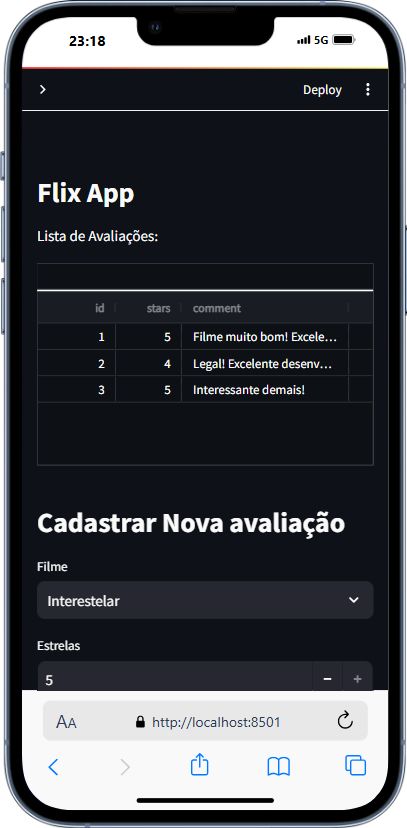 23:18
5G
Deploy
Flix App
Lista de Avaliações:
id stars comment
1 5 Filme muito bom! Excele...
2 4 Legal! Excelente desenv...
3 5 Interessante demais!
Cadastrar Nova avaliação
Filme
Interestelar
Estrelas
5 - +
AA http://localhost:8501